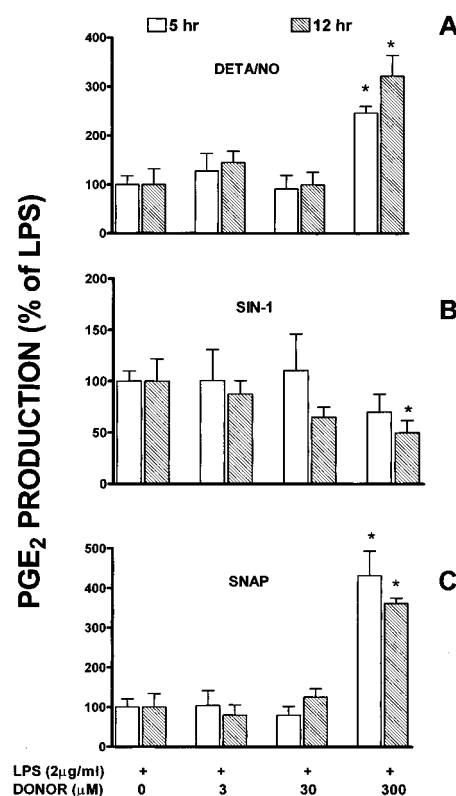 5 hr 12 hr
A
DETA/NO
400
300
200
100
0
* *
PGE₂ PRODUCTION (% of LPS)
B
SIN-1
200
150
100
50
0
*
C
SNAP
500
400
300
200
100
0
* *
LPS (2μg/ml) + + + +
DONOR (μM) 0 3 30 300